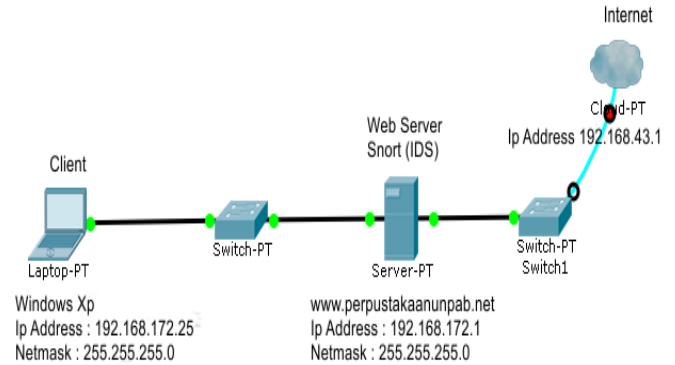 Internet
Cloud-PT
Ip Address 192.168.43.1
Web Server
Snort (IDS)
Client
Laptop-PT
Switch-PT
Server-PT
Switch-PT
Switch1
Windows Xp
Ip Address : 192.168.172.25
Netmask : 255.255.255.0
www.perpustakaanunpab.net
Ip Address : 192.168.172.1
Netmask : 255.255.255.0